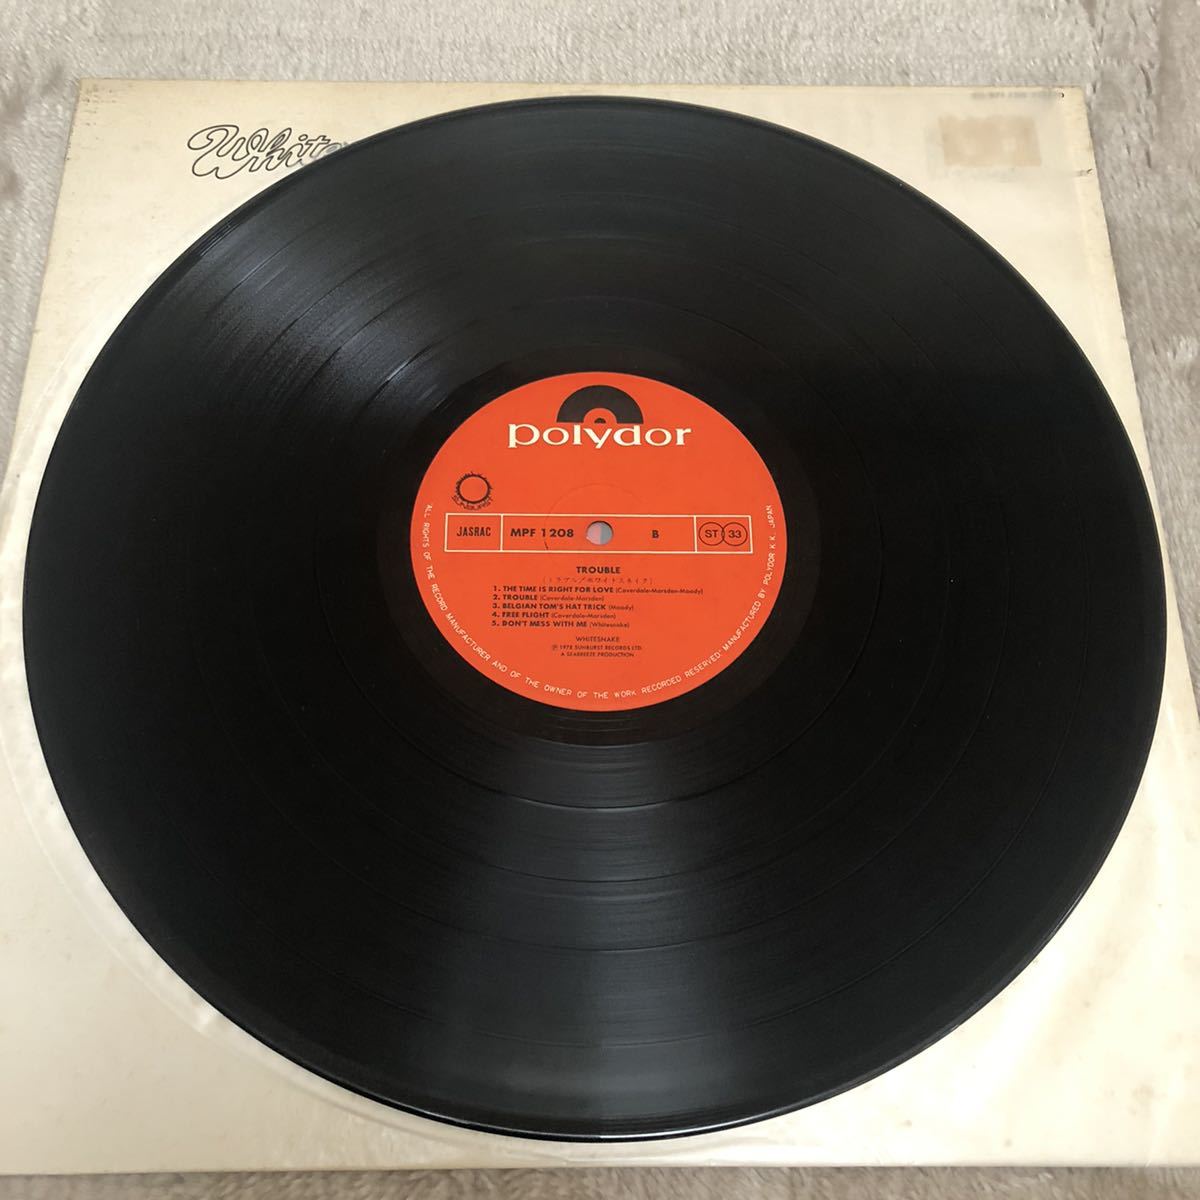 White
polydor
SUNBURST
JASRAC MPF 1208 B ST 33
TROUBLE
(トラブル/ホワイトスネイク)
1. THE TIME IS RIGHT FOR LOVE (Coverdale-Marsden-Moody)
2. TROUBLE (Coverdale-Marsden)
3. BELGIAN TOM'S HAT TRICK (Moody)
4. FREE FLIGHT (Coverdale-Marsden)
5. DON'T MESS WITH ME (Whitesnake)
WHITESNAKE
Ⓟ 1978 SUNBURST RECORDS LTD.
A SEABREEZE PRODUCTION
ALL RIGHTS OF THE RECORD MANUFACTURER AND OF THE OWNER OF THE WORK RECORDED RESERVED· MANUFACTURED BY POLYDOR K.K. JAPAN